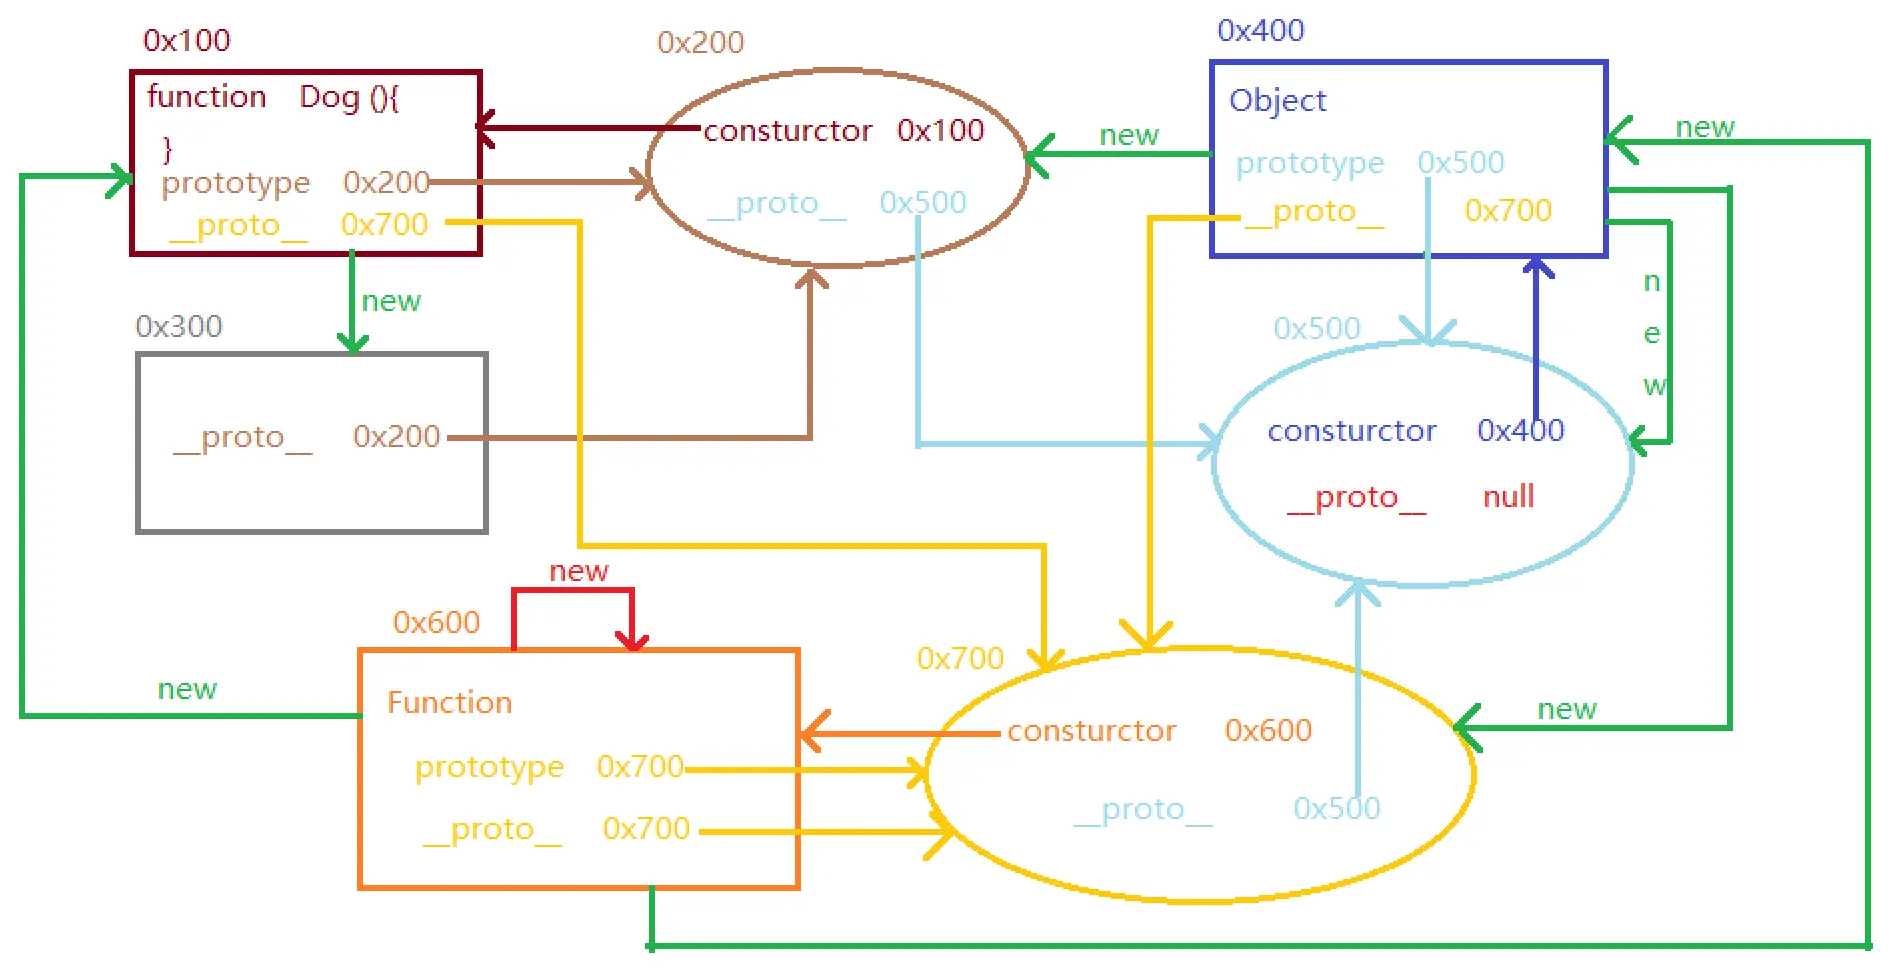 0x100
function Dog (){
}
prototype 0x200
__proto__ 0x700
new
0x200
consturctor 0x100
__proto__ 0x500
new
0x400
Object
prototype 0x500
__proto__ 0x700
new
n
e
w
0x300
__proto__ 0x200
0x500
consturctor 0x400
__proto__ null
new
0x600
new
Function
prototype 0x700
__proto__ 0x700
0x700
consturctor 0x600
__proto__ 0x500
new